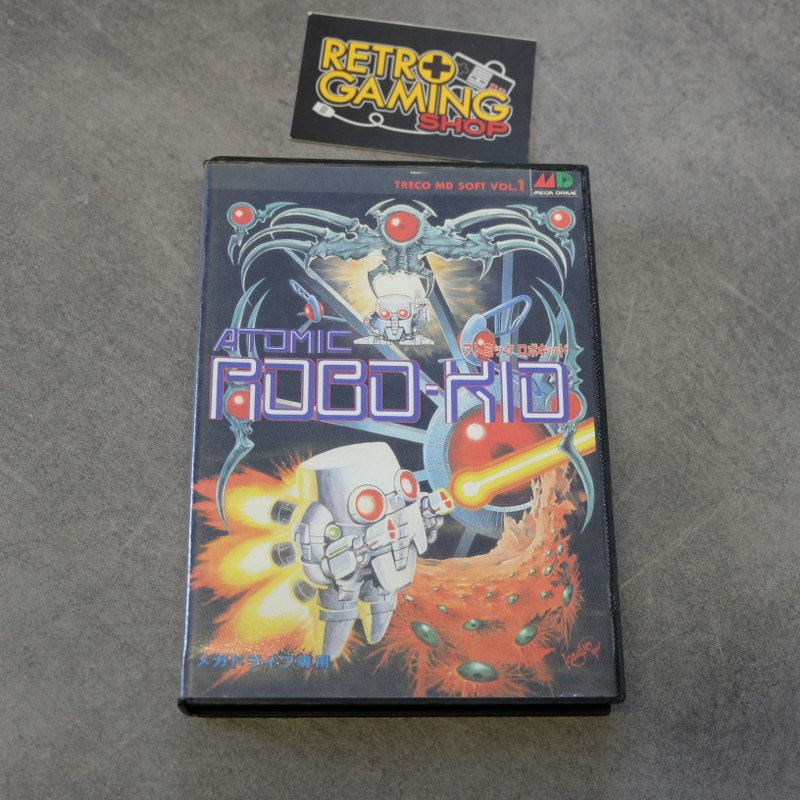 RETRO
GAMING
SHOP
TRECO MD SOFT VOL.1
MD
MEGA DRIVE
ATOMIC
アトミック ロボキッド
ROBO-KID
メガドライブ専用